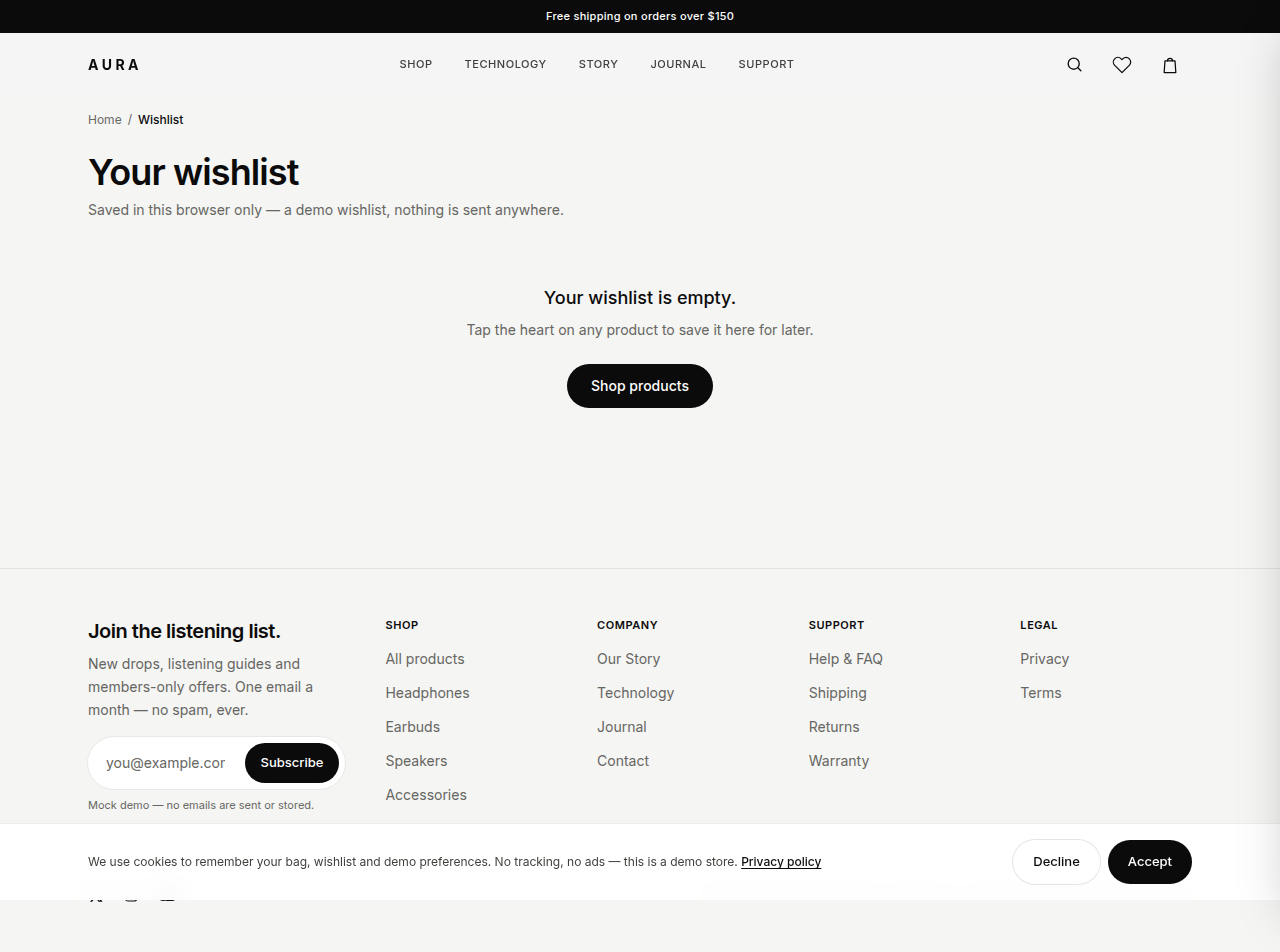 Free shipping on orders over $150
AURA
SHOP TECHNOLOGY STORY JOURNAL SUPPORT
Home / Wishlist
Your wishlist
Saved in this browser only — a demo wishlist, nothing is sent anywhere.
Your wishlist is empty.
Tap the heart on any product to save it here for later.
Shop products
Join the listening list.
New drops, listening guides and
members-only offers. One email a
month — no spam, ever.
you@example.cor
Subscribe
Mock demo — no emails are sent or stored.
SHOP
All products
Headphones
Earbuds
Speakers
Accessories
COMPANY
Our Story
Technology
Journal
Contact
SUPPORT
Help & FAQ
Shipping
Returns
Warranty
LEGAL
Privacy
Terms
We use cookies to remember your bag, wishlist and demo preferences. No tracking, no ads — this is a demo store. Privacy policy
Decline
Accept